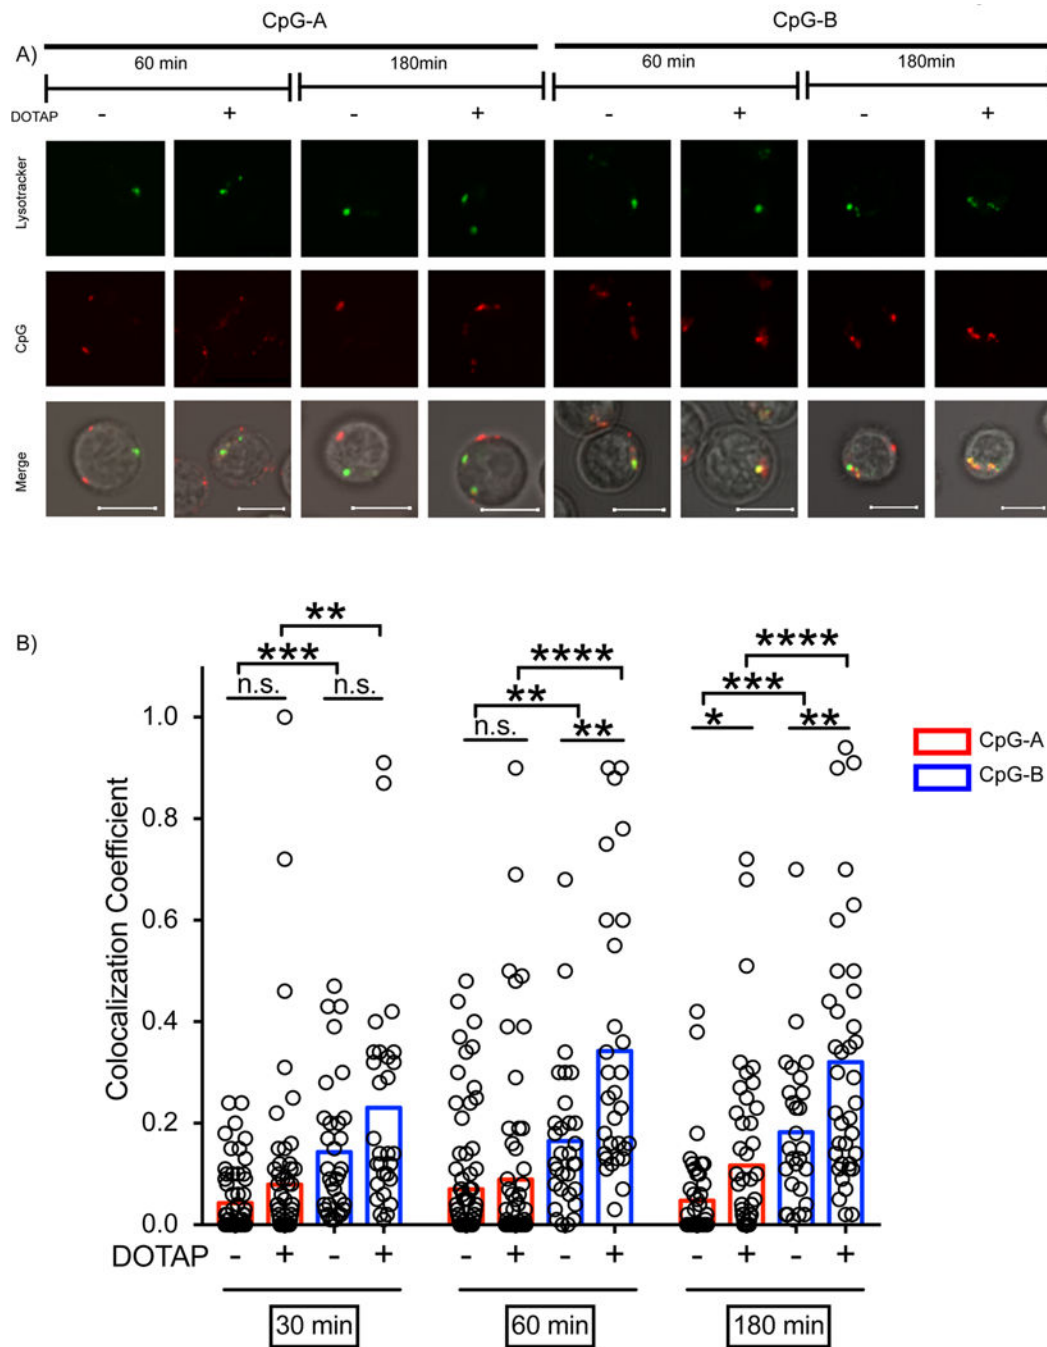 CpG-A CpG-B
A)
60 min 180min 60 min 180min
DOTAP - + - + - + - +
Lysotracker
CpG
Merge
B)
** **** ****
*** ** ***
n.s. n.s. n.s. ** * **
CpG-A
CpG-B
Colocalization Coefficient
1.0
0.8
0.6
0.4
0.2
0.0
DOTAP - + - + - + - + - + - +
30 min 60 min 180 min